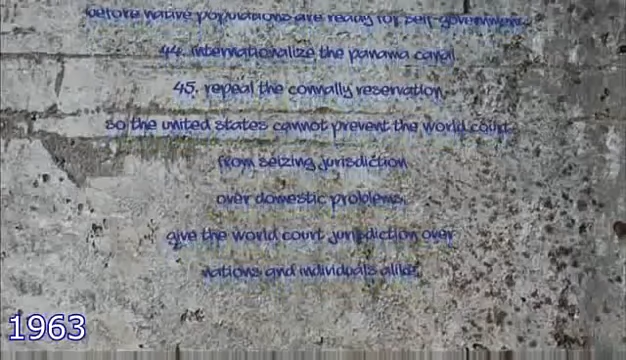 before native populations are ready for self-government.
44. internationalize the panama canal.
45. repeal the connally reservation
so the united states cannot prevent the world court
from seizing jurisdiction
over domestic problems.
give the world court jurisdiction over
nations and individuals alike.
1963